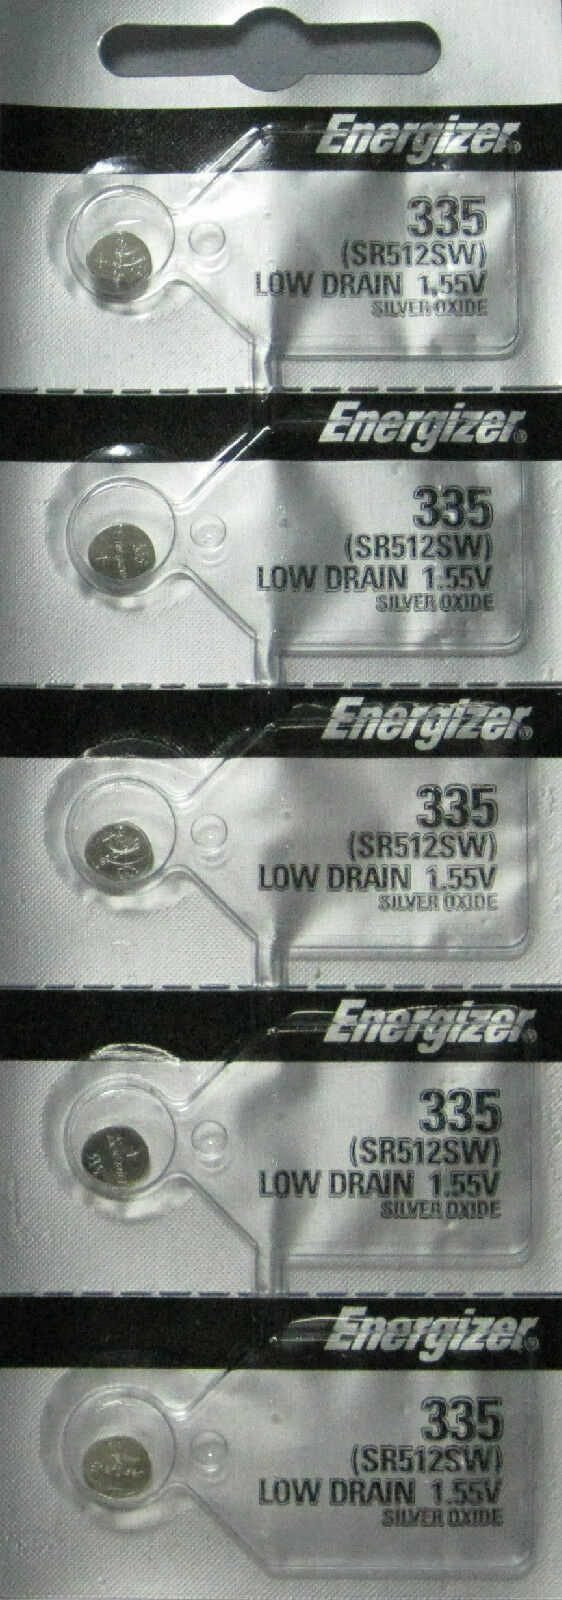 Energizer
335
(SR512SW)
LOW DRAIN 1.55V
SILVER OXIDE
Energizer
335
(SR512SW)
LOW DRAIN 1.55V
SILVER OXIDE
Energizer
335
(SR512SW)
LOW DRAIN 1.55V
SILVER OXIDE
Energizer
335
(SR512SW)
LOW DRAIN 1.55V
SILVER OXIDE
Energizer
335
(SR512SW)
LOW DRAIN 1.55V
SILVER OXIDE